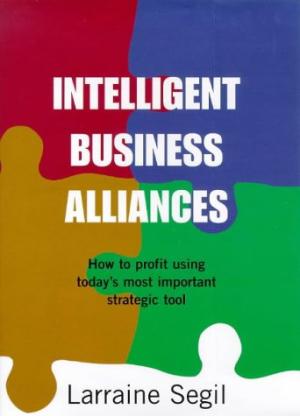 INTELLIGENT
BUSINESS
ALLIANCES
How to profit using
today's most important
strategic tool
Larraine Segil